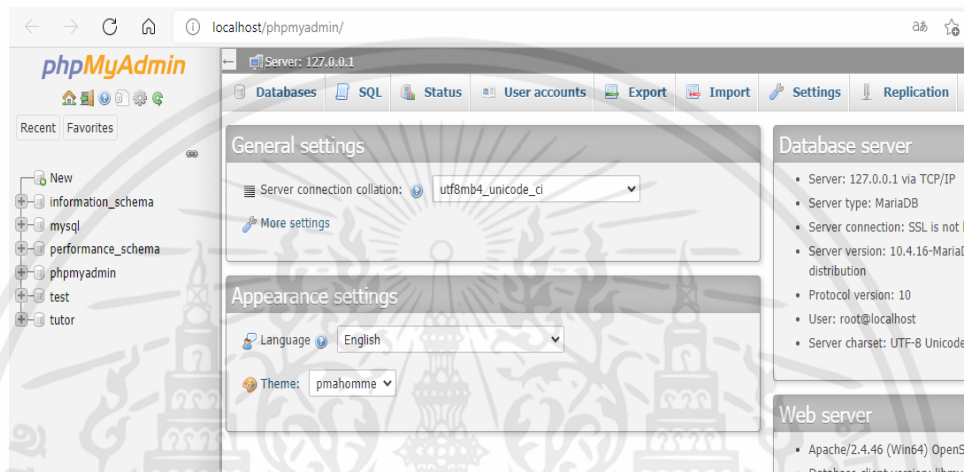 localhost/phpmyadmin/
phpMyAdmin
Recent Favorites
New
information_schema
mysql
performance_schema
phpmyadmin
test
tutor
Server: 127.0.0.1
Databases SQL Status User accounts Export Import Settings Replication
General settings
Server connection collation: utf8mb4_unicode_ci
More settings
Appearance settings
Language English
Theme: pmahomme
Database server
Server: 127.0.0.1 via TCP/IP
Server type: MariaDB
Server connection: SSL is not
Server version: 10.4.16-MariaD
distribution
Protocol version: 10
User: root@localhost
Server charset: UTF-8 Unicode
Web server
Apache/2.4.46 (Win64) OpenS
Database client version: